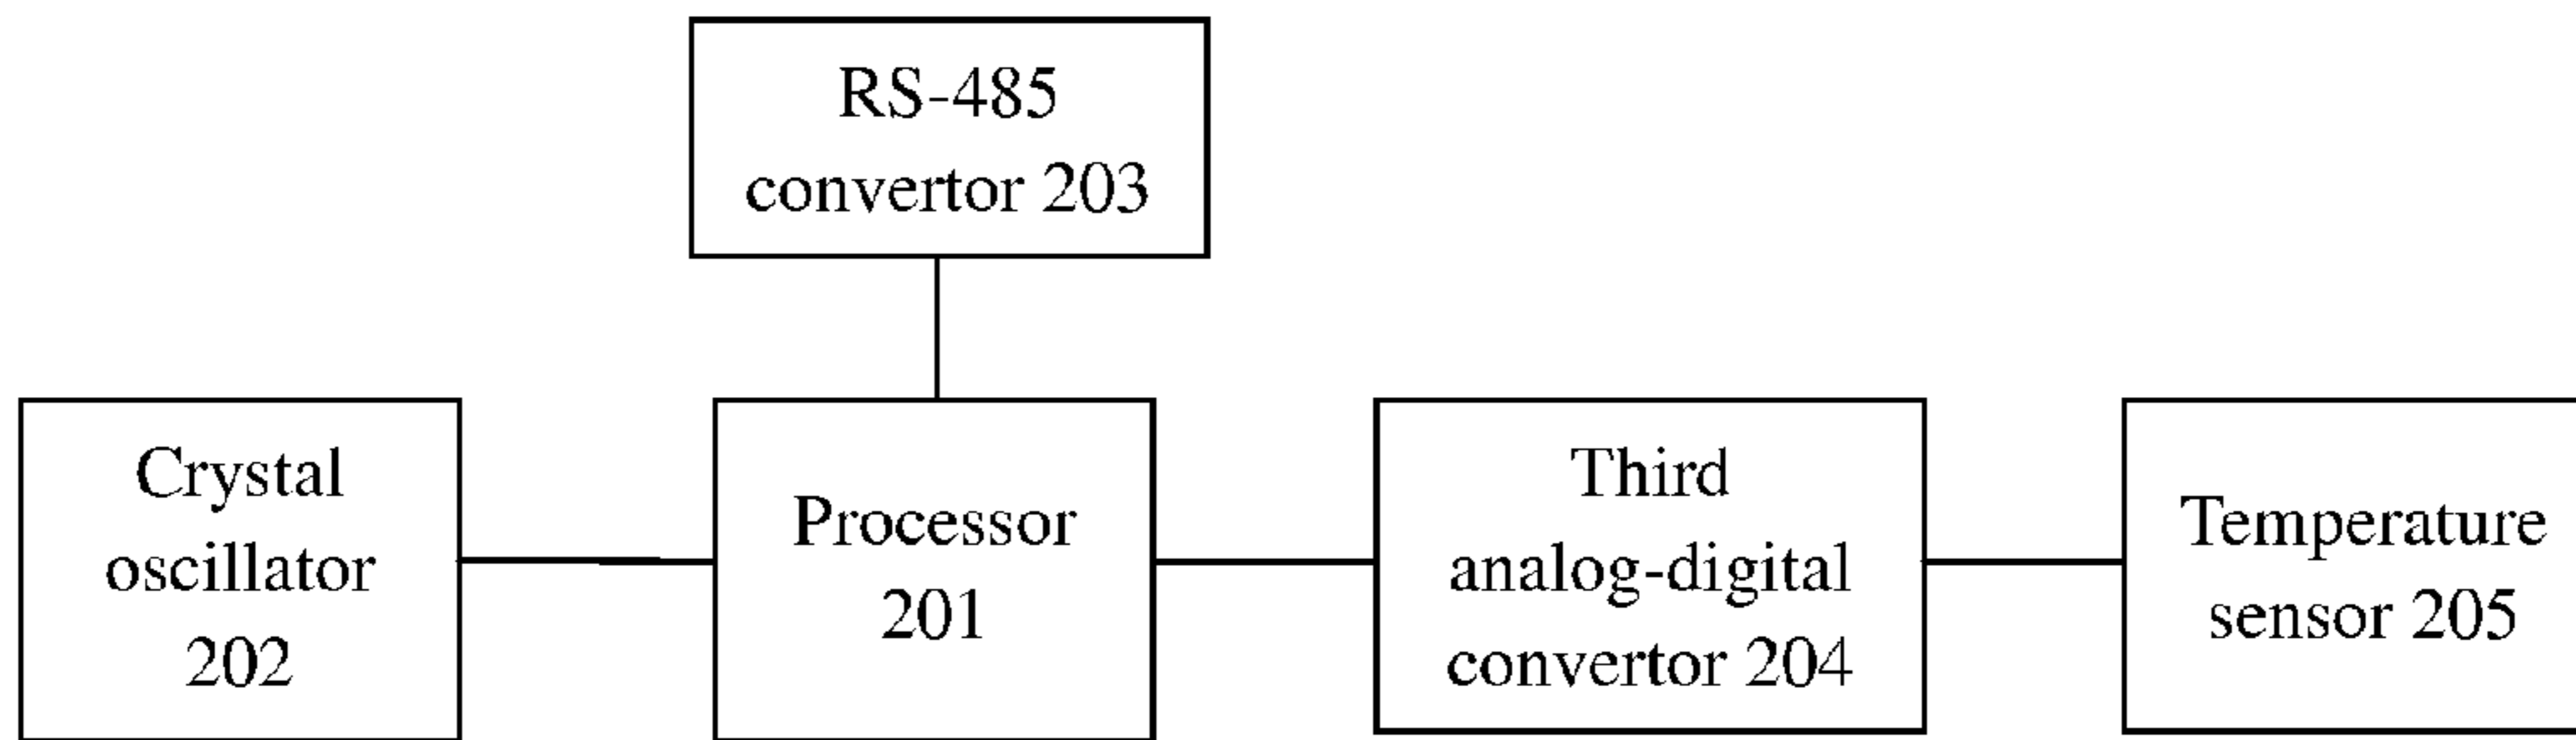 RS-485
convertor 203
Crystal
oscillator
202
Processor
201
Third
analog-digital
convertor 204
Temperature
sensor 205